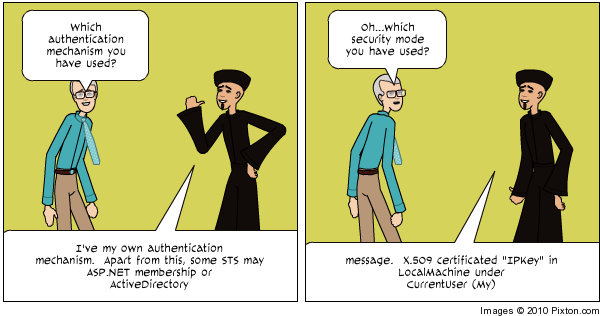 Which
authentication
mechanism you
have used?
I've my own authentication
mechanism. Apart from this, some STS may
ASP.NET membership or
ActiveDirectory
Oh...which
security mode
you have used?
message. X.509 certificated "IPKey" in
LocalMachine under
CurrentUser (My)
Images © 2010 Pixton.com